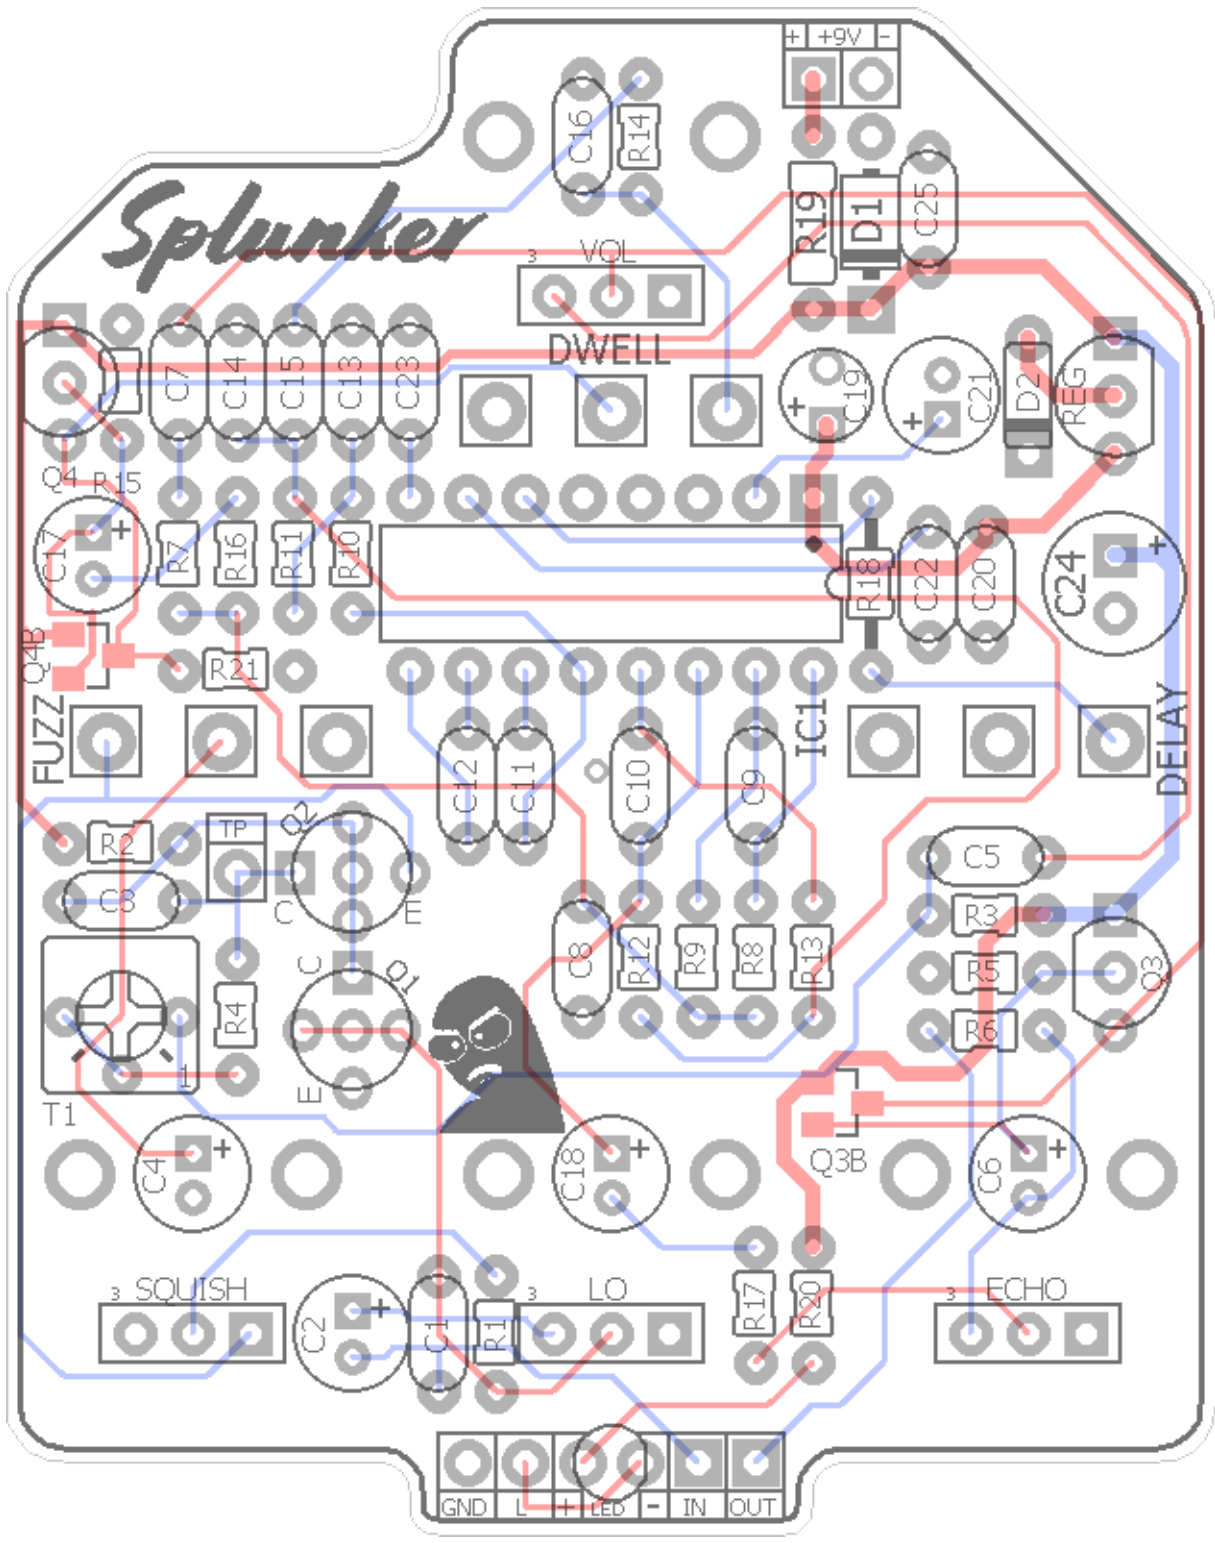 + +9V -
C16
R14
Splunker
R19
D1
C25
3 VOL
DWELL
C7
C14
C15
C13
C23
+ C19
+ C21
D2
REG
Q4 R15
C17 +
R7
R16
R11
R10
R18
C22
C20
C24 +
Q4B
R21
FUZZ
C12
C11
C10
C9
IC1
DELAY
R2
TP
Q2
C3
C E
C5
R3
R5
R6
Q3
C8
R12
R9
R8
R13
R4
C Q1
E
1
T1
C4 +
C18 +
Q3B
C6 +
3 SQUISH
C2 +
C1
R1
3 LO
R17
R20
3 ECHO
GND L + LED - IN OUT